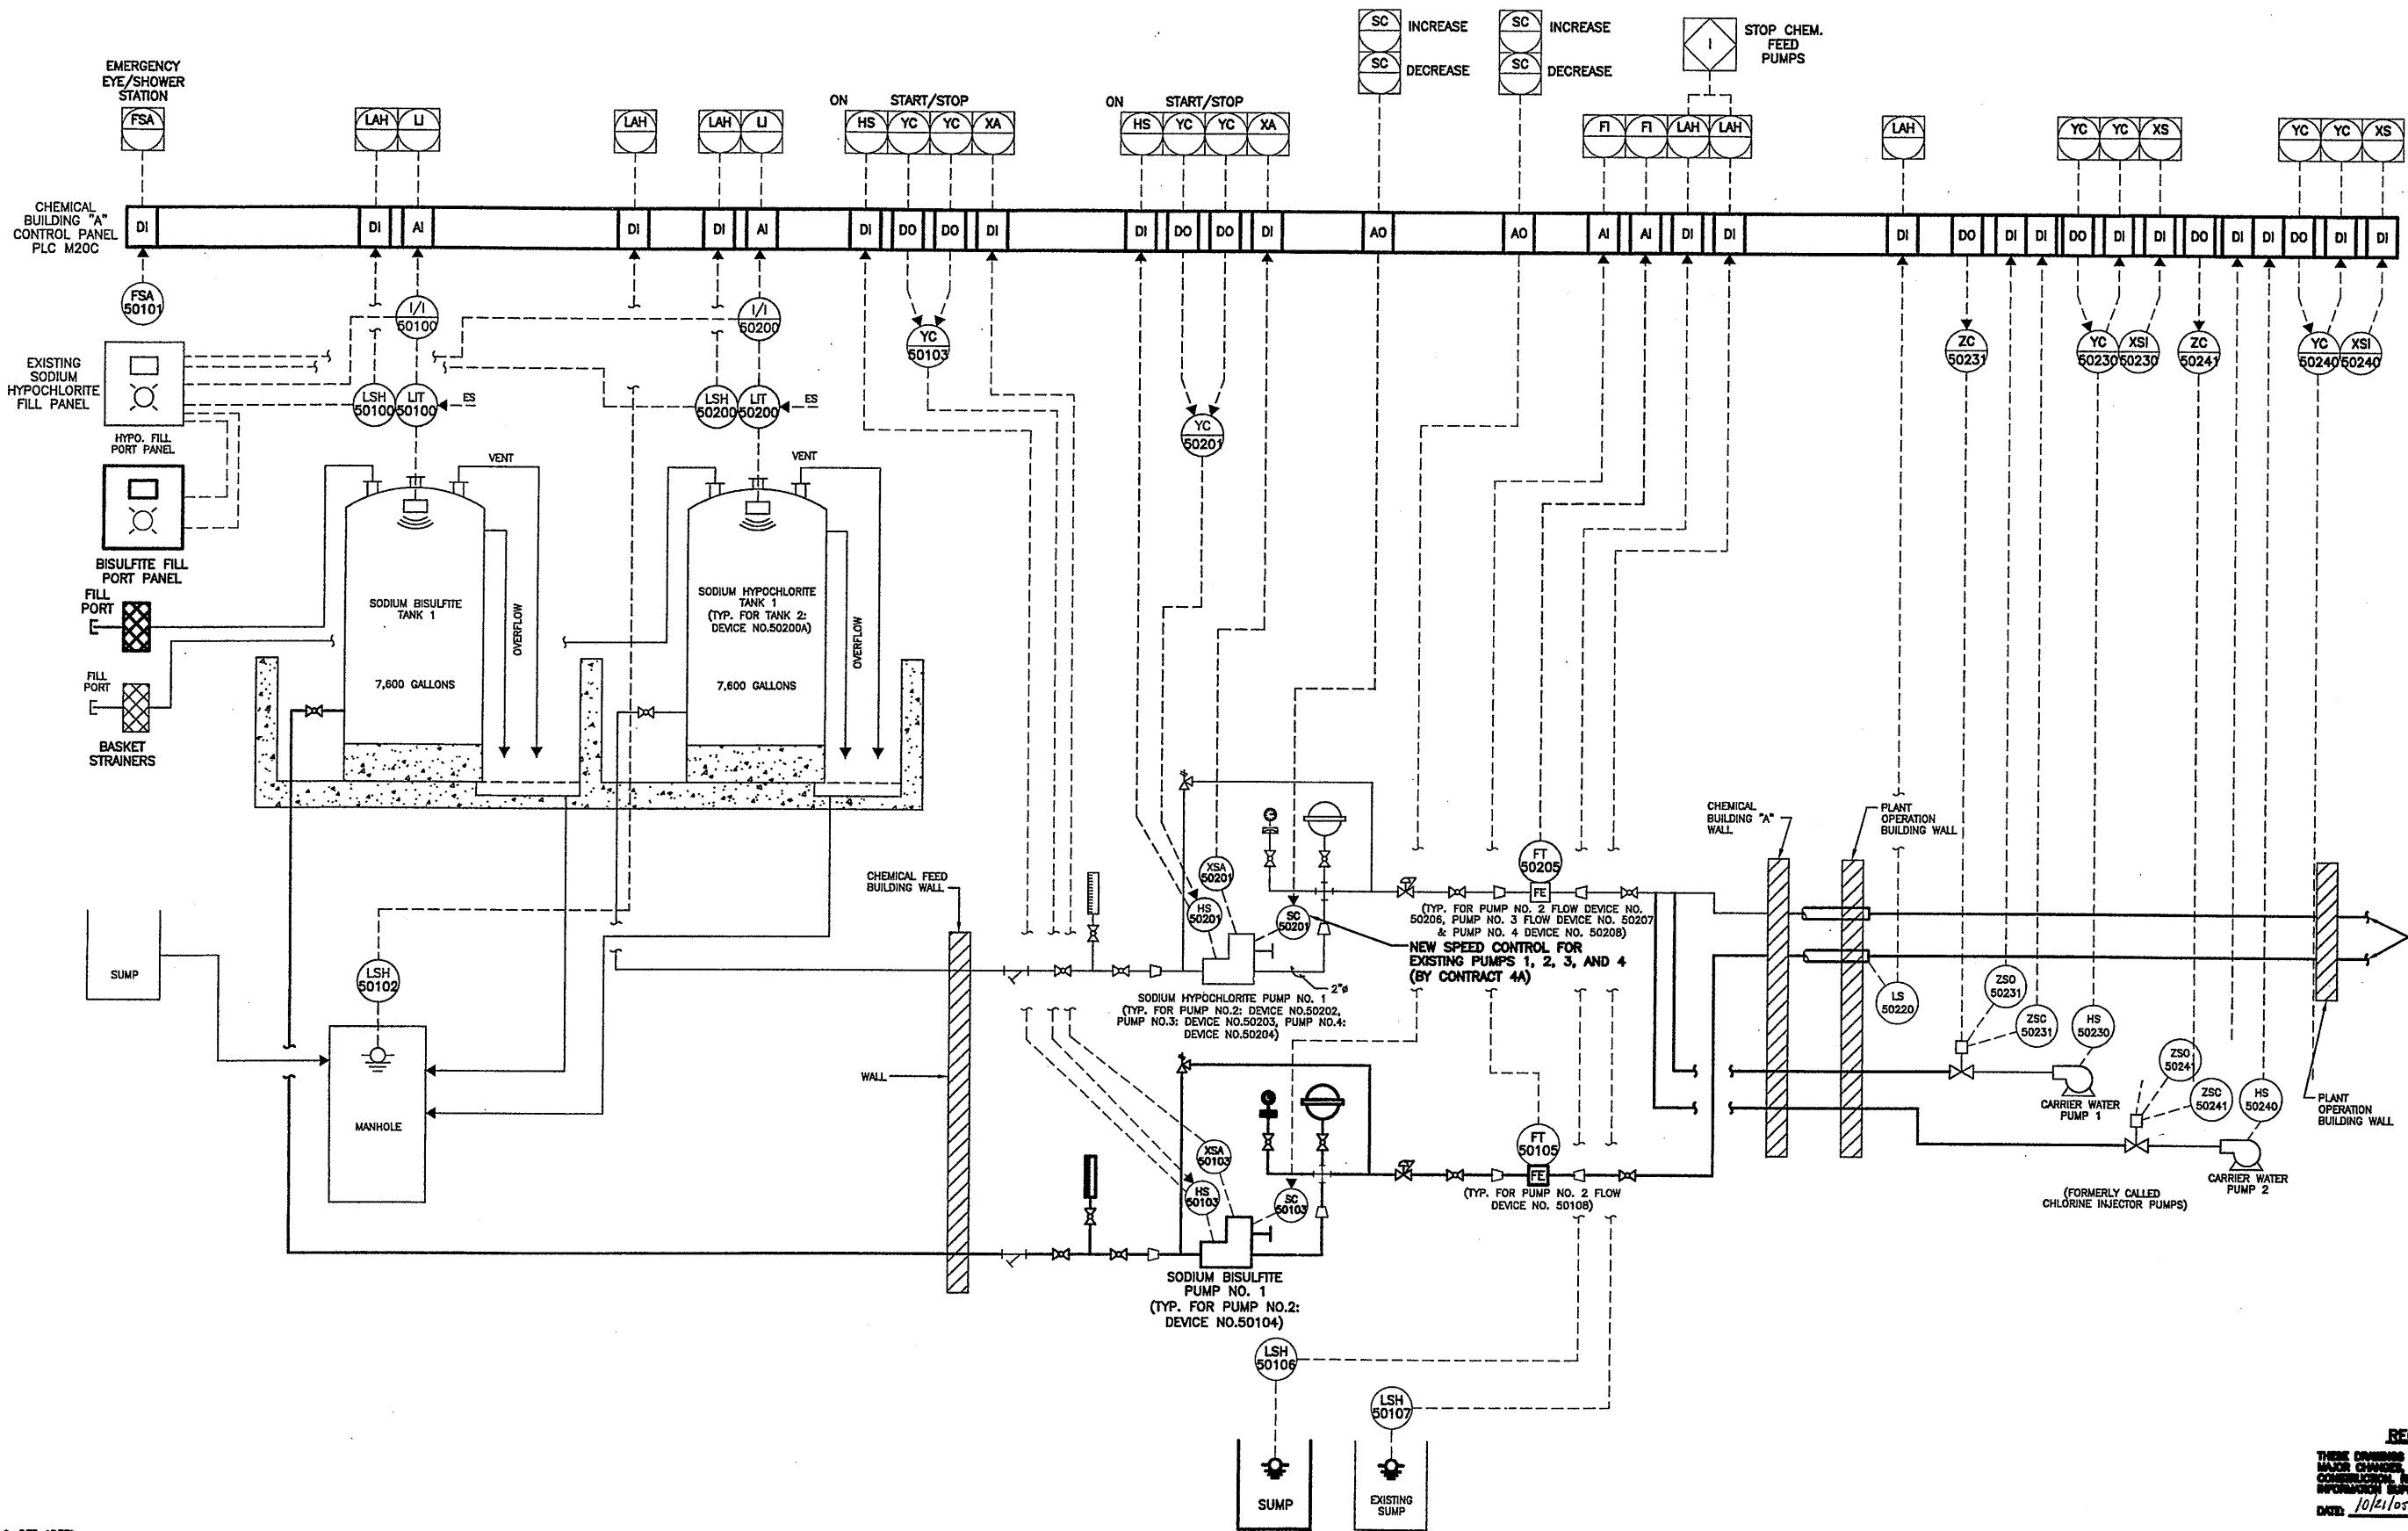 SC INCREASE
SC DECREASE
SC INCREASE
SC DECREASE
I
STOP CHEM.
FEED
PUMPS
EMERGENCY
EYE/SHOWER
STATION
FSA
LAH LI
LAH
LAH LI
ON START/STOP
HS YC YC XA
ON START/STOP
HS YC YC XA
FI FI LAH LAH
LAH
YC YC XS
YC YC XS
CHEMICAL
BUILDING "A"
CONTROL PANEL
PLC M20C
DI DI AI DI DI AI DI DO DO DI DI DO DO DI AO AO AI AI DI DI DI DO DI DI DO DI DI DO DI DI DO DI DI
FSA
50101
I/I
50100
I/I
50200
YC
50103
YC
50201
ZC
50231
YC
50230
XSI
50230
ZC
50241
YC
50240
XSI
50240
EXISTING
SODIUM
HYPOCHLORITE
FILL PANEL
HYPO. FILL
PORT PANEL
LSH
50100
LIT
50100
ES
LSH
50200
LIT
50200
ES
BISULFITE FILL
PORT PANEL
VENT
VENT
FILL
PORT
FILL
PORT
BASKET
STRAINERS
SODIUM BISULFITE
TANK 1
7,600 GALLONS
OVERFLOW
SODIUM HYPOCHLORITE
TANK 1
(TYP. FOR TANK 2:
DEVICE NO.50200A)
7,600 GALLONS
OVERFLOW
SUMP
LSH
50102
MANHOLE
CHEMICAL FEED
BUILDING WALL
WALL
XSA
50201
HS
50201
SC
50201
2"ø
SODIUM HYPOCHLORITE PUMP NO. 1
(TYP. FOR PUMP NO.2: DEVICE NO.50202,
PUMP NO.3: DEVICE NO.50203, PUMP NO.4:
DEVICE NO.50204)
FT
50205
FE
(TYP. FOR PUMP NO. 2 FLOW DEVICE NO.
50206, PUMP NO. 3 FLOW DEVICE NO. 50207
& PUMP NO. 4 DEVICE NO. 50208)
NEW SPEED CONTROL FOR
EXISTING PUMPS 1, 2, 3, AND 4
(BY CONTRACT 4A)
CHEMICAL
BUILDING "A"
WALL
PLANT
OPERATION
BUILDING WALL
LS
50220
ZSO
50231
ZSC
50231
HS
50230
CARRIER WATER
PUMP 1
ZSO
50241
ZSC
50241
HS
50240
CARRIER WATER
PUMP 2
(FORMERLY CALLED
CHLORINE INJECTOR PUMPS)
PLANT
OPERATION
BUILDING WALL
XSA
50103
HS
50103
SC
50103
FT
50105
FE
(TYP. FOR PUMP NO. 2 FLOW
DEVICE NO. 50108)
SODIUM BISULFITE
PUMP NO. 1
(TYP. FOR PUMP NO.2:
DEVICE NO.50104)
LSH
50106
SUMP
LSH
50107
EXISTING
SUMP
THESE DRAWINGS
MAJOR CHANGES
DATE: 10/21/05